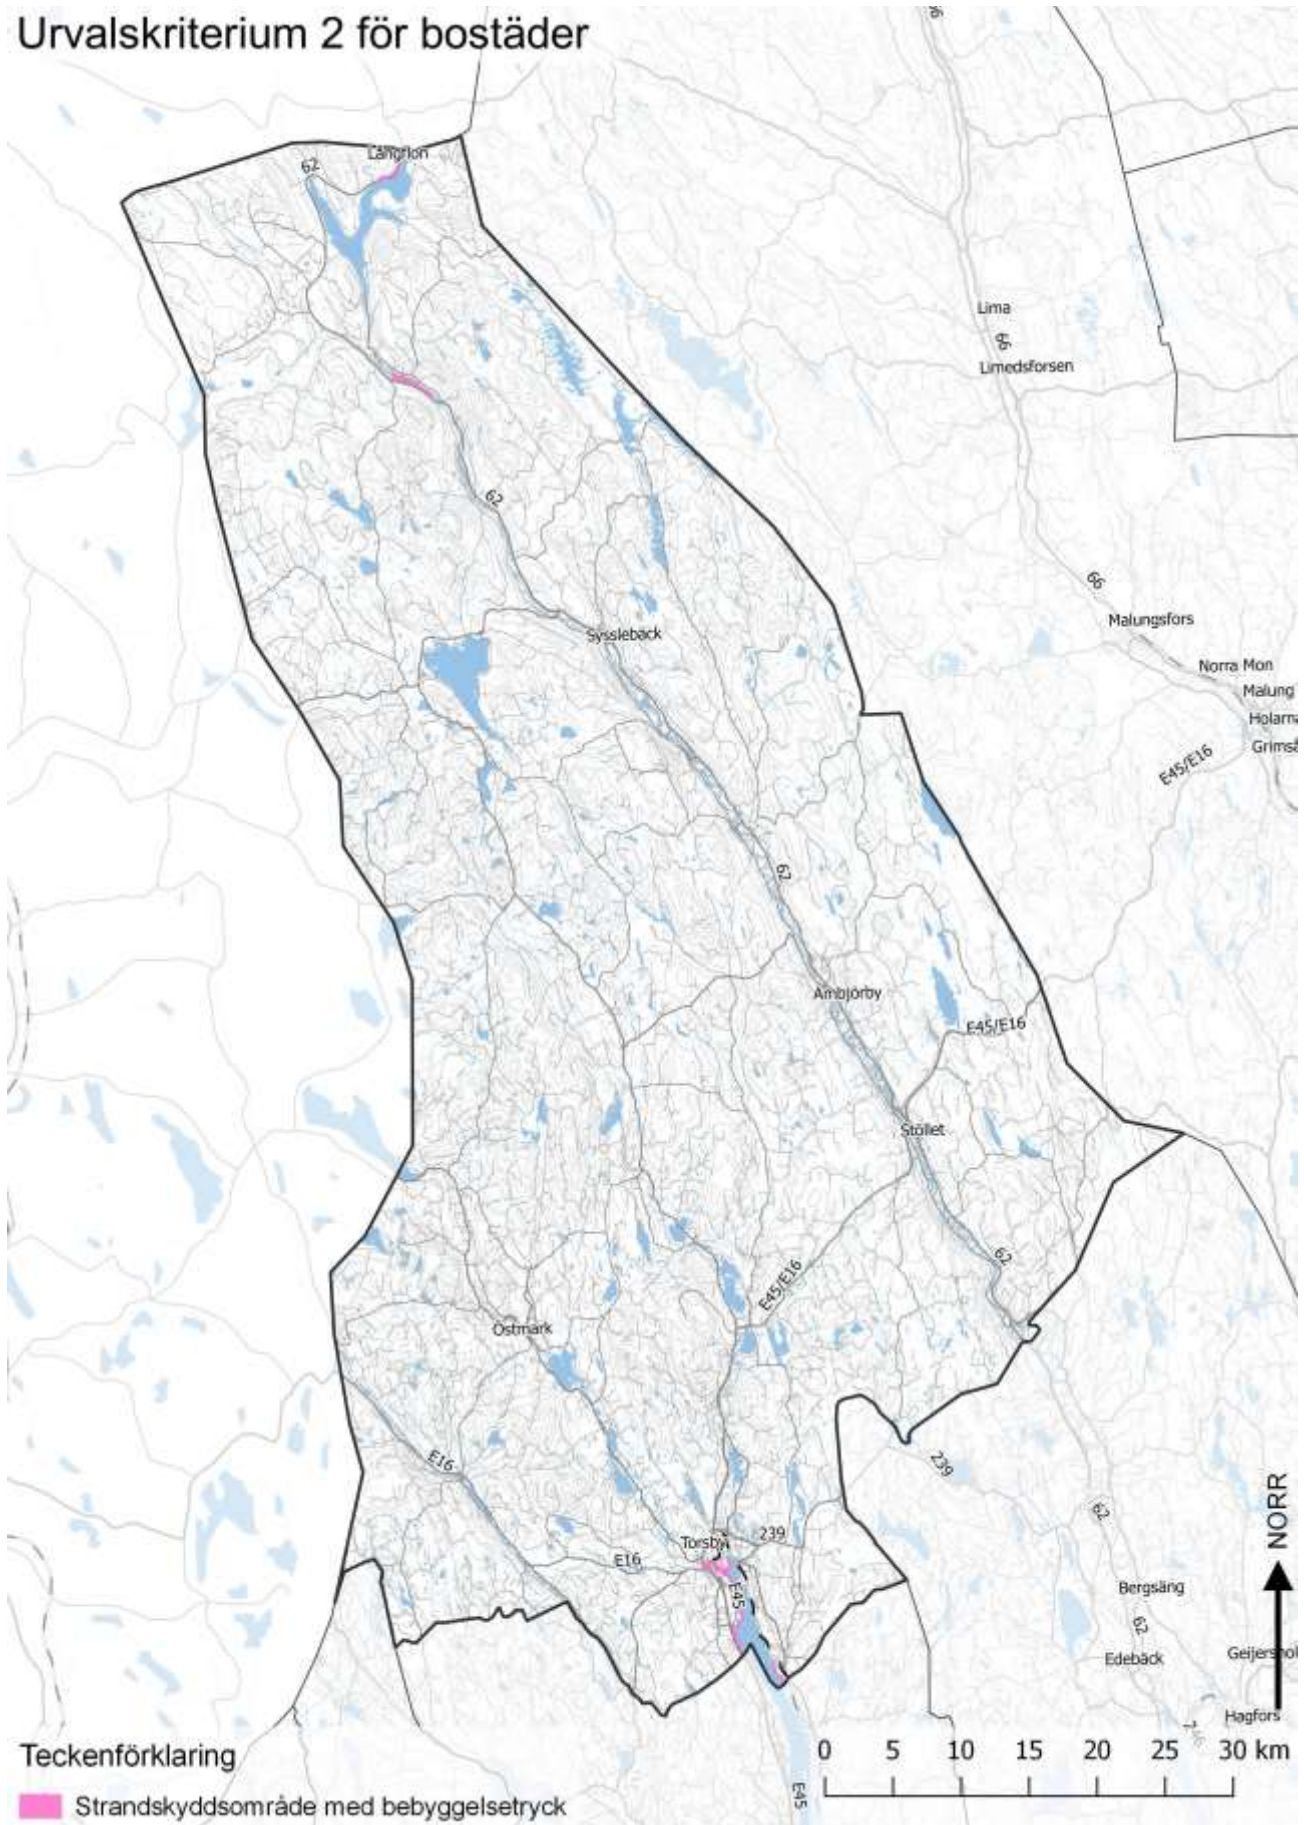 Urvalskriterium 2 för bostäder
62
Långflon
66
Lima
66
Limedsforsen
62
66
Malungsfors
Sysslebäck
Norra Mon
Malung
Holarna
E45/E16
62
Ambjörby
E45/E16
Stöllet
62
E45/E16
Östmark
E16
239
62
Torsby
239
E16
E45
NORR
Bergsäng
62
Edebäck
Hagfors
Teckenförklaring
0 5 10 15 20 25 30 km
Strandskyddsområde med bebyggelsetryck
E45